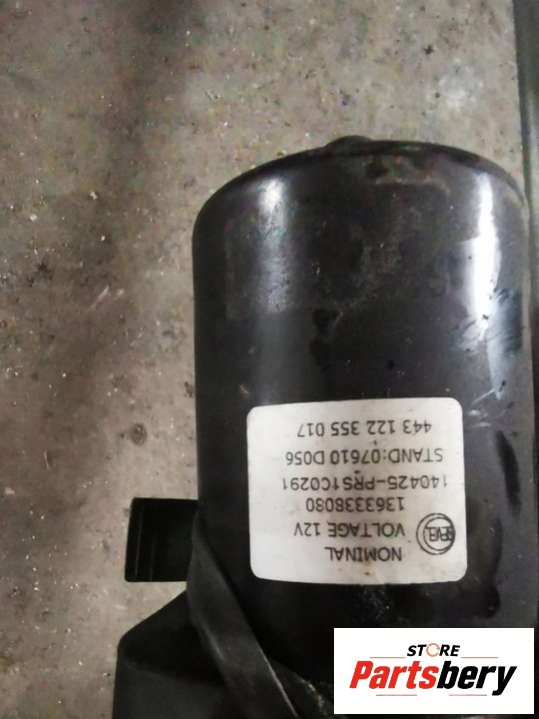 NOMINAL
VOLTAGE 12V
1363338080
140425-PRS1C0291
STAND:07610 D056
443 122 355 017
STORE
Partsbery